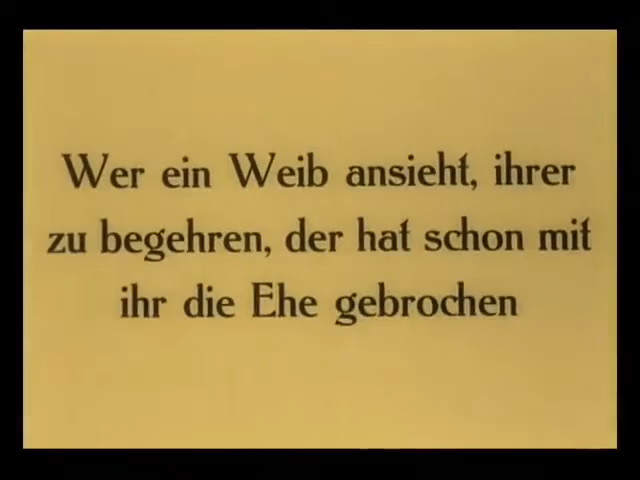 Wer ein Weib ansieht, ihrer
zu begehren, der hat schon mit
ihr die Ehe gebrochen